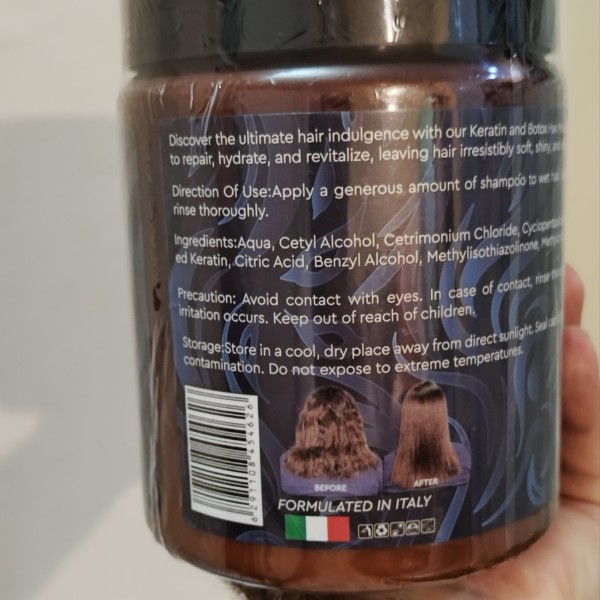 Discover the ultimate hair indulgence with our Keratin and Botox Hair
to repair, hydrate, and revitalize, leaving hair irresistibly soft, shiny, and
Direction Of Use:Apply a generous amount of shampoo to wet hair
rinse thoroughly.
Ingredients:Aqua, Cetyl Alcohol, Cetrimonium Chloride,
ed Keratin, Citric Acid, Benzyl Alcohol, Methylisothiazolinone,
Precaution: Avoid contact with eyes. In case of contact, rinse
irritation occurs. Keep out of reach of children.
Storage:Store in a cool, dry place away from direct sunlight. Seal
contamination. Do not expose to extreme temperatures.
BEFORE
AFTER
FORMULATED IN ITALY
6291108454626